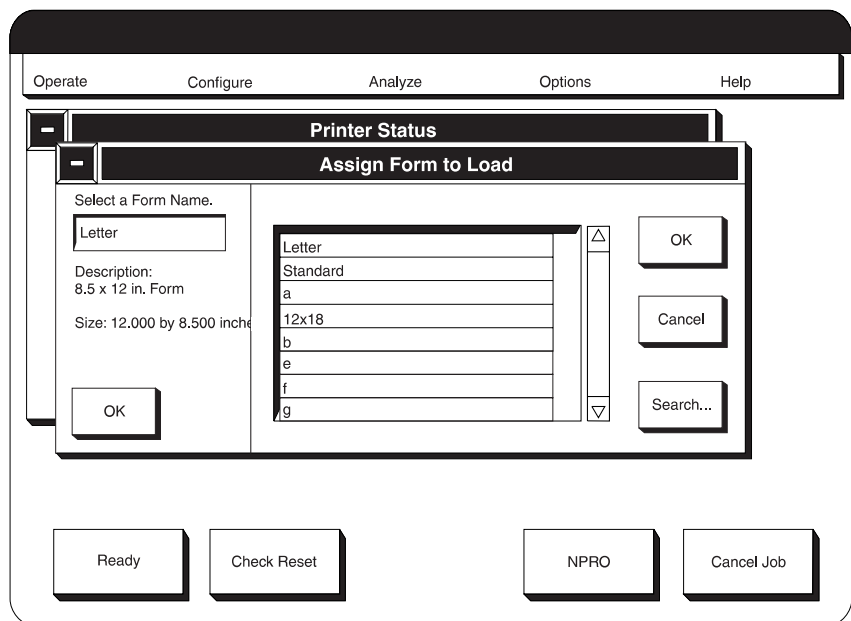 Operate Configure Analyze Options Help
Printer Status
Assign Form to Load
Select a Form Name.
Letter
Description:
8.5 x 12 in. Form
Size: 12.000 by 8.500 inche
OK
Letter
Standard
a
12x18
b
e
f
g
OK
Cancel
Search...
Ready Check Reset NPRO Cancel Job